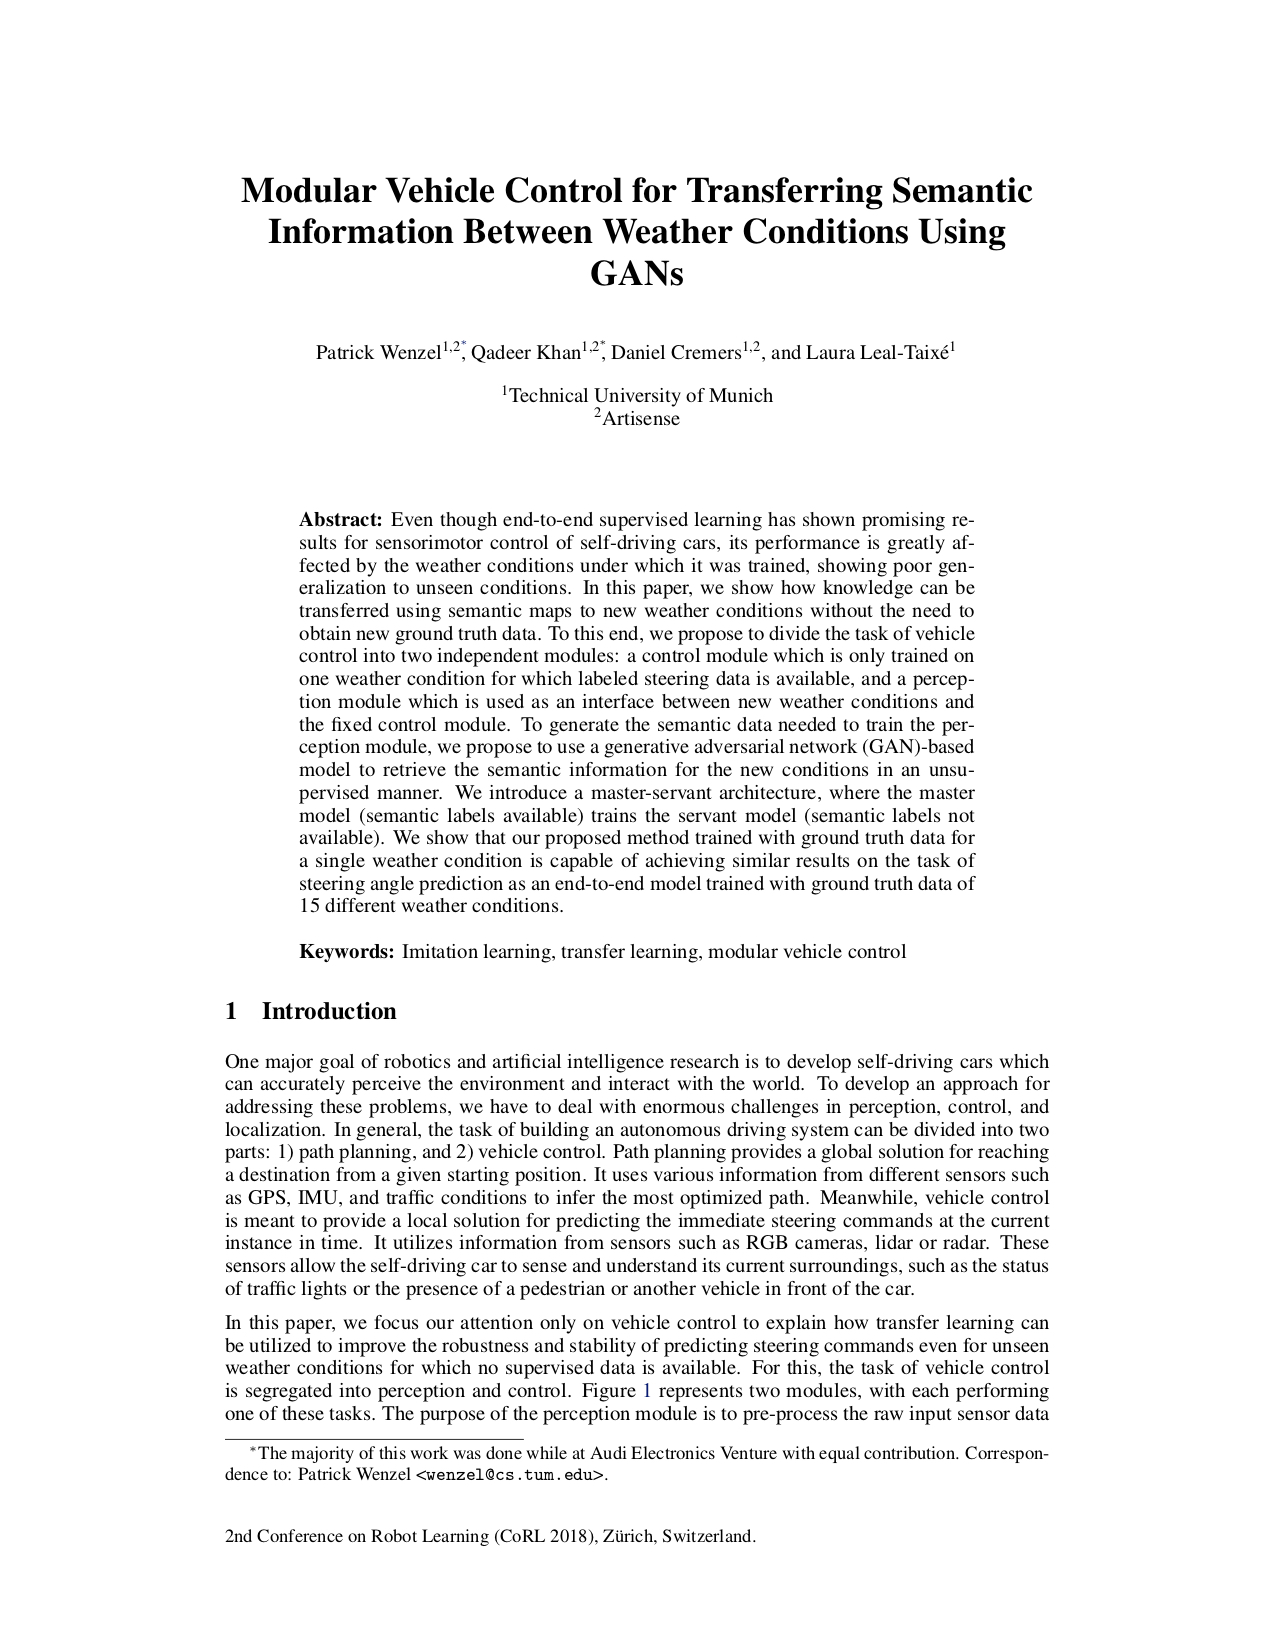 Modular Vehicle Control for Transferring Semantic
Information Between Weather Conditions Using
GANs
Patrick Wenzel1,2*, Qadeer Khan1,2*, Daniel Cremers1,2, and Laura Leal-Taixé1
1Technical University of Munich
2Artisense
Abstract: Even though end-to-end supervised learning has shown promising re-
sults for sensorimotor control of self-driving cars, its performance is greatly af-
fected by the weather conditions under which it was trained, showing poor gen-
eralization to unseen conditions. In this paper, we show how knowledge can be
transferred using semantic maps to new weather conditions without the need to
obtain new ground truth data. To this end, we propose to divide the task of vehicle
control into two independent modules: a control module which is only trained on
one weather condition for which labeled steering data is available, and a percep-
tion module which is used as an interface between new weather conditions and
the fixed control module. To generate the semantic data needed to train the per-
ception module, we propose to use a generative adversarial network (GAN)-based
model to retrieve the semantic information for the new conditions in an unsu-
pervised manner. We introduce a master-servant architecture, where the master
model (semantic labels available) trains the servant model (semantic labels not
available). We show that our proposed method trained with ground truth data for
a single weather condition is capable of achieving similar results on the task of
steering angle prediction as an end-to-end model trained with ground truth data of
15 different weather conditions.
Keywords: Imitation learning, transfer learning, modular vehicle control
1 Introduction
One major goal of robotics and artificial intelligence research is to develop self-driving cars which
can accurately perceive the environment and interact with the world. To develop an approach for
addressing these problems, we have to deal with enormous challenges in perception, control, and
localization. In general, the task of building an autonomous driving system can be divided into two
parts: 1) path planning, and 2) vehicle control. Path planning provides a global solution for reaching
a destination from a given starting position. It uses various information from different sensors such
as GPS, IMU, and traffic conditions to infer the most optimized path. Meanwhile, vehicle control
is meant to provide a local solution for predicting the immediate steering commands at the current
instance in time. It utilizes information from sensors such as RGB cameras, lidar or radar. These
sensors allow the self-driving car to sense and understand its current surroundings, such as the status
of traffic lights or the presence of a pedestrian or another vehicle in front of the car.
In this paper, we focus our attention only on vehicle control to explain how transfer learning can
be utilized to improve the robustness and stability of predicting steering commands even for unseen
weather conditions for which no supervised data is available. For this, the task of vehicle control
is segregated into perception and control. Figure 1 represents two modules, with each performing
one of these tasks. The purpose of the perception module is to pre-process the raw input sensor data
*The majority of this work was done while at Audi Electronics Venture with equal contribution. Correspon-
dence to: Patrick Wenzel <wenzel@cs.tum.edu>.
2nd Conference on Robot Learning (CoRL 2018), Zürich, Switzerland.